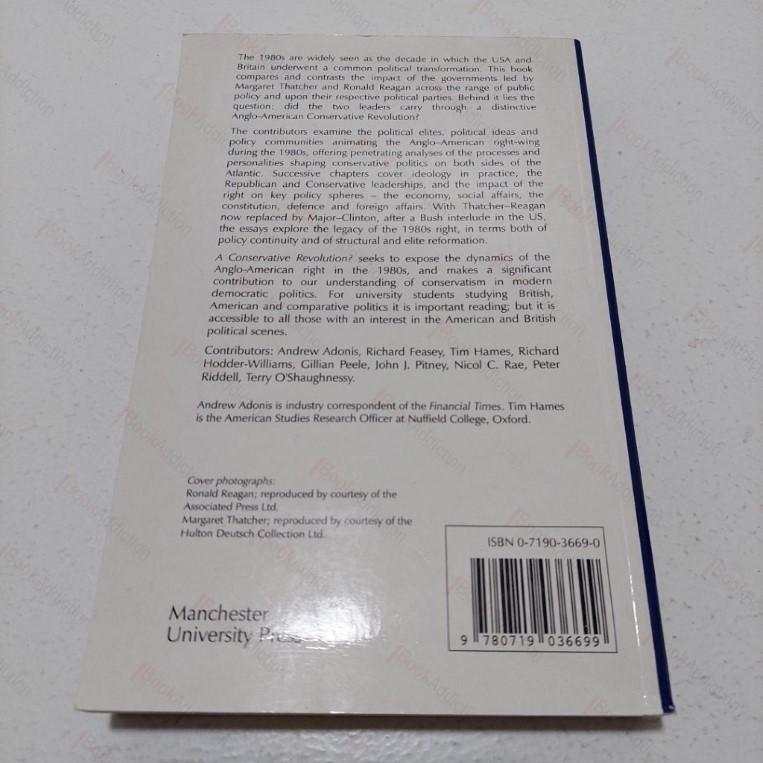 The 1980s are widely seen as the decade in which the USA and
Britain underwent a common political transformation. This book
compares and contrasts the impact of the governments led by
Margaret Thatcher and Ronald Reagan across the range of public
policy and upon their respective political parties. Behind it lies the
question: did the two leaders carry through a distinctive
Anglo-American Conservative Revolution?
The contributors examine the political elites, political ideas and
policy communities animating the Anglo-American right-wing
during the 1980s, offering penetrating analyses of the processes and
personalities shaping conservative politics on both sides of the
Atlantic. Successive chapters cover ideology in practice, the
Republican and Conservative leaderships, and the impact of the
right on key policy spheres – the economy, social affairs, the
constitution, defence and foreign affairs. With Thatcher–Reagan
now replaced by Major–Clinton, after a Bush interlude in the US,
the essays explore the legacy of the 1980s right, in terms both of
policy continuity and of structural and elite reformation.
A Conservative Revolution? seeks to expose the dynamics of the
Anglo-American right in the 1980s, and makes a significant
contribution to our understanding of conservatism in modern
democratic politics. For university students studying British,
American and comparative politics it is important reading; but it is
accessible to all those with an interest in the American and British
political scenes.
Contributors: Andrew Adonis, Richard Feasey, Tim Hames, Richard
Hodder-Williams, Gillian Peele, John J. Pitney, Nicol C. Rae, Peter
Riddell, Terry O'Shaughnessy.
Andrew Adonis is industry correspondent of the Financial Times. Tim Hames
is the American Studies Research Officer at Nuffield College, Oxford.
Cover photographs:
Ronald Reagan; reproduced by courtesy of the
Associated Press Ltd.
Margaret Thatcher; reproduced by courtesy of the
Hulton Deutsch Collection Ltd.
ISBN 0-7190-3669-0
9 780719 036699
Manchester
University Press
BookAddiction